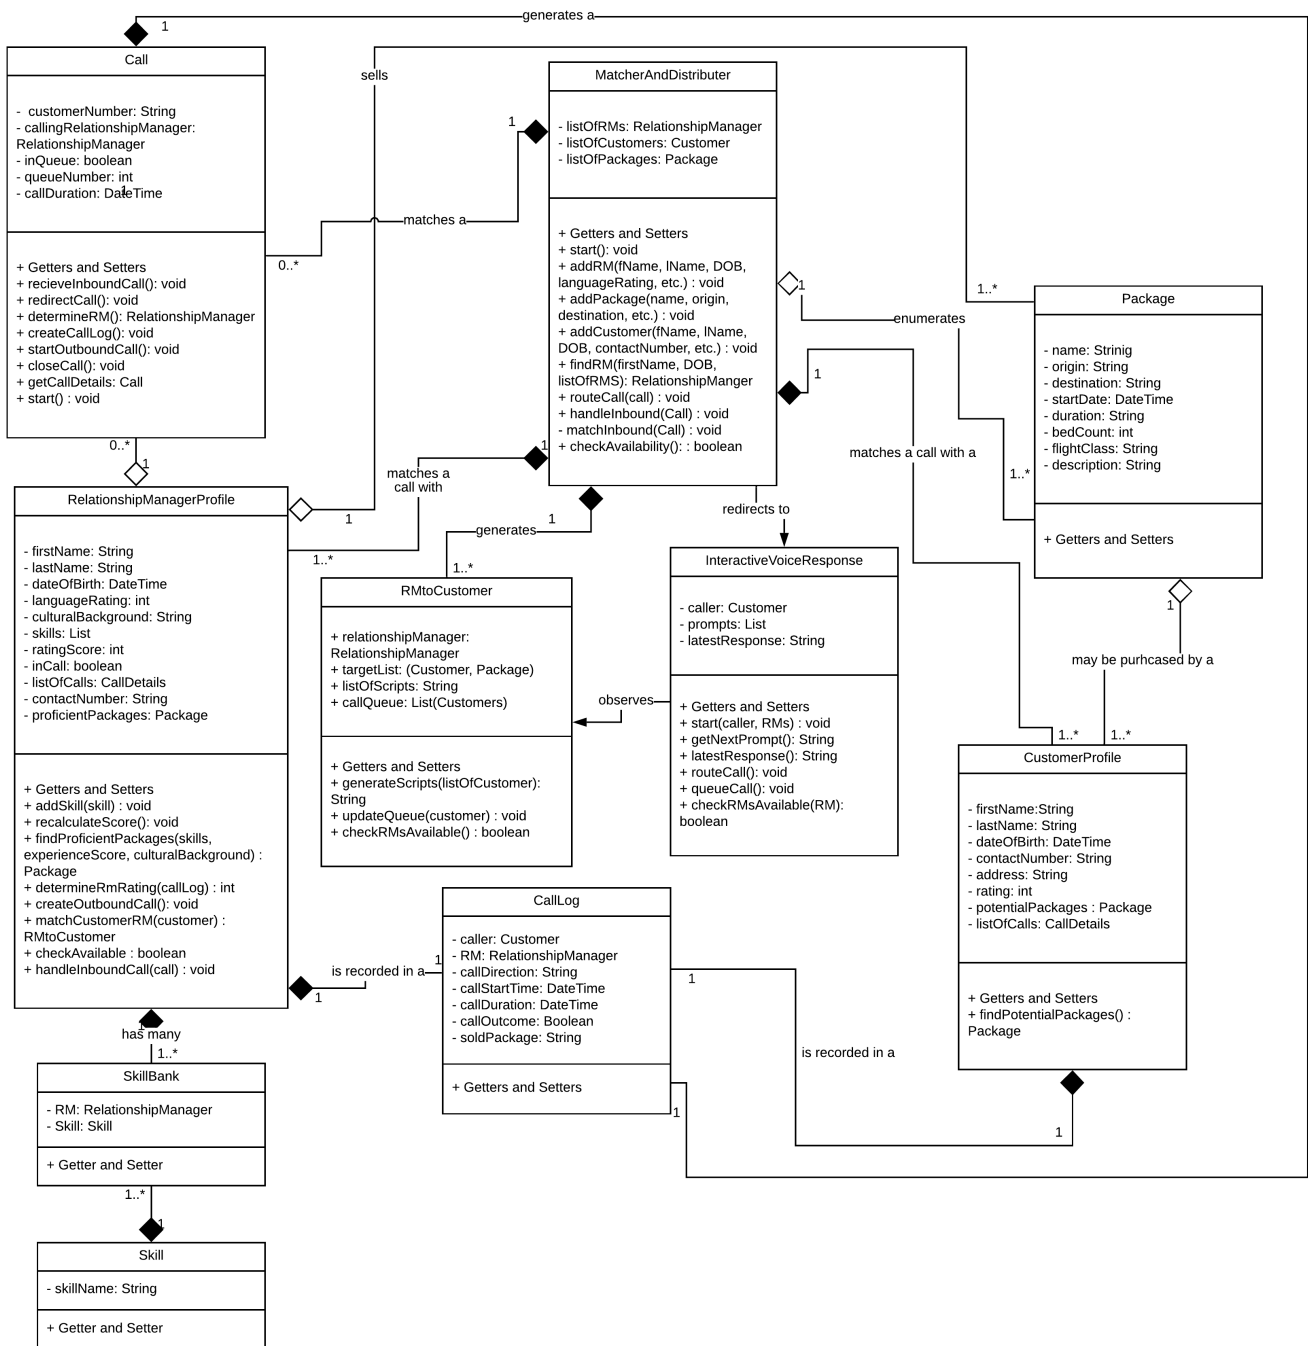 generates a
1
Call
- customerNumber: String
- callingRelationshipManager:
RelationshipManager
- inQueue: boolean
- queueNumber: int
- callDuration: DateTime
1
+ Getters and Setters
+ recieveInboundCall(): void
+ redirectCall(): void
+ determineRM(): RelationshipManager
+ createCallLog(): void
+ startOutboundCall(): void
+ closeCall(): void
+ getCallDetails: Call
+ start() : void
0..*
1
sells
1
matches a
0..*
MatcherAndDistributer
- listOfRMs: RelationshipManager
- listOfCustomers: Customer
- listOfPackages: Package
+ Getters and Setters
+ start(): void
+ addRM(fName, lName, DOB,
languageRating, etc.) : void
+ addPackage(name, origin,
destination, etc.) : void
+ addCustomer(fName, lName,
DOB, contactNumber, etc.) : void
+ findRM(firstName, DOB,
listOfRMS): RelationshipManger
+ routeCall(call) : void
+ handleInbound(Call) : void
- matchInbound(Call) : void
+ checkAvailability(): : boolean
1
enumerates
1..*
1
matches a call with a
1..*
1..*
Package
- name: Strinig
- origin: String
- destination: String
- startDate: DateTime
- duration: String
- bedCount: int
- flightClass: String
- description: String
+ Getters and Setters
1
may be purhcased by a
1..*
RelationshipManagerProfile
- firstName: String
- lastName: String
- dateOfBirth: DateTime
- languageRating: int
- culturalBackground: String
- skills: List
- ratingScore: int
- inCall: boolean
- listOfCalls: CallDetails
- contactNumber: String
- proficientPackages: Package
+ Getters and Setters
+ addSkill(skill) : void
+ recalculateScore(): void
+ findProficientPackages(skills,
experienceScore, culturalBackground) :
Package
+ determineRmRating(callLog) : int
+ createOutboundCall(): void
+ matchCustomerRM(customer) :
RMtoCustomer
+ checkAvailable : boolean
+ handleInboundCall(call) : void
1
1
matches a
call with
1..*
1
generates
1..*
redirects to
RMtoCustomer
+ relationshipManager:
RelationshipManager
+ targetList: (Customer, Package)
+ listOfScripts: String
+ callQueue: List(Customers)
+ Getters and Setters
+ generateScripts(listOfCustomer):
String
+ updateQueue(customer) : void
+ checkRMsAvailable() : boolean
observes
InteractiveVoiceResponse
- caller: Customer
- prompts: List
- latestResponse: String
+ Getters and Setters
+ start(caller, RMs) : void
+ getNextPrompt(): String
+ latestResponse(): String
+ routeCall(): void
+ queueCall(): void
+ checkRMsAvailable(RM):
boolean
CustomerProfile
- firstName:String
- lastName: String
- dateOfBirth: DateTime
- contactNumber: String
- address: String
- rating: int
- potentialPackages : Package
- listOfCalls: CallDetails
+ Getters and Setters
+ findPotentialPackages() :
Package
CallLog
- caller: Customer
- RM: RelationshipManager
- callDirection: String
- callStartTime: DateTime
- callDuration: DateTime
- callOutcome: Boolean
- soldPackage: String
+ Getters and Setters
is recorded in a
1
1
1
is recorded in a
1
1
1
has many
1..*
SkillBank
- RM: RelationshipManager
- Skill: Skill
+ Getter and Setter
1..*
1
Skill
- skillName: String
+ Getter and Setter